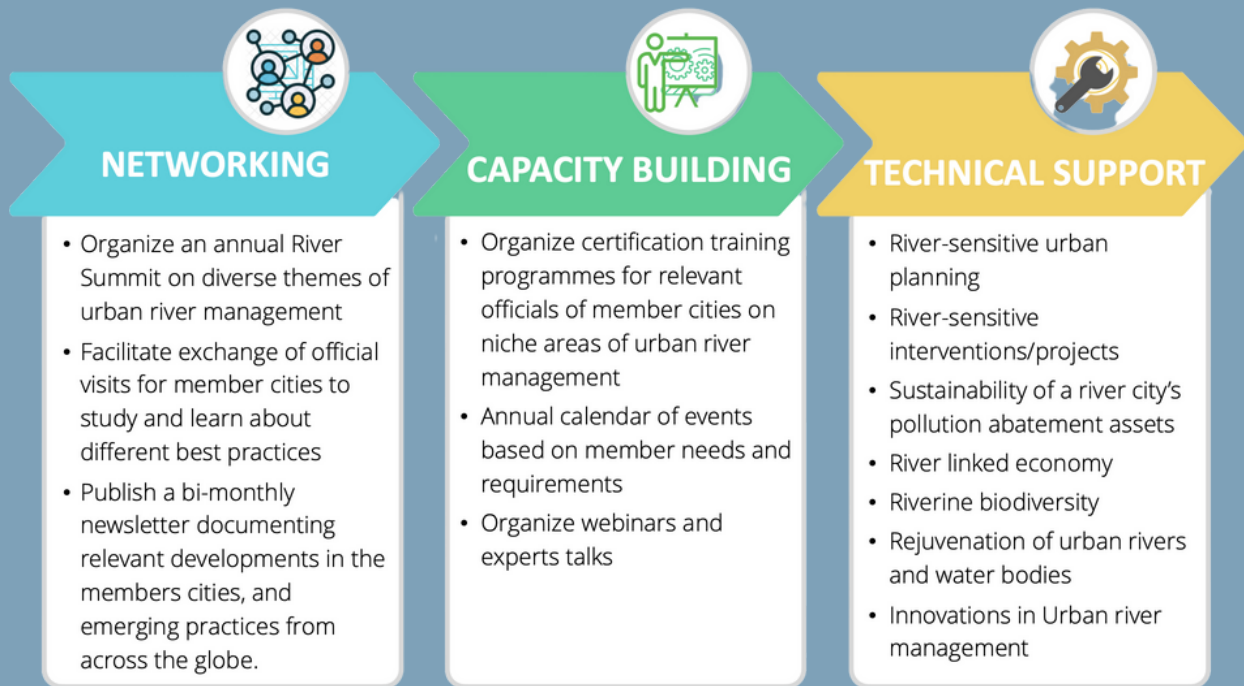 NETWORKING
• Organize an annual River
Summit on diverse themes of
urban river management
• Facilitate exchange of official
visits for member cities to
study and learn about
different best practices
• Publish a bi-monthly
newsletter documenting
relevant developments in the
members cities, and
emerging practices from
across the globe.
CAPACITY BUILDING
• Organize certification training
programmes for relevant
officials of member cities on
niche areas of urban river
management
• Annual calendar of events
based on member needs and
requirements
• Organize webinars and
experts talks
TECHNICAL SUPPORT
• River-sensitive urban
planning
• River-sensitive
interventions/projects
• Sustainability of a river city's
pollution abatement assets
• River linked economy
• Riverine biodiversity
• Rejuvenation of urban rivers
and water bodies
• Innovations in Urban river
management